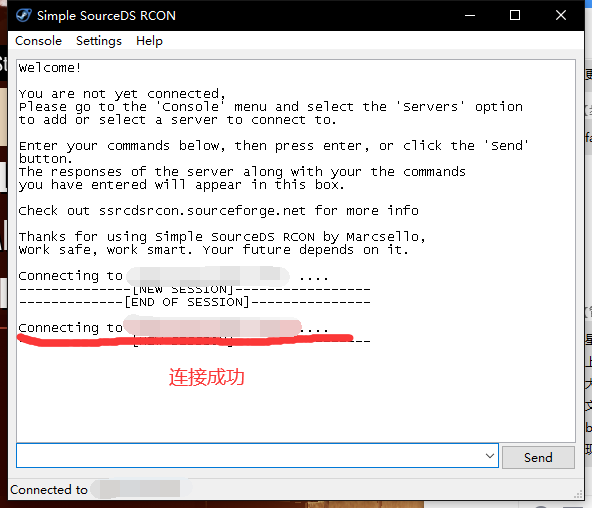 Simple SourceDS RCON
Console Settings Help
Welcome!
You are not yet connected,
Please go to the 'Console' menu and select the 'Servers' option
to add or select a server to connect to.
Enter your commands below, then press enter, or click the 'Send'
button.
The responses of the server along with your the commands
you have entered will appear in this box.
Check out ssrcdsrcon.sourceforge.net for more info
Thanks for using Simple SourceDS RCON by Marcsello,
Work safe, work smart. Your future depends on it.
Connecting to ....
-------------[NEW SESSION]----------------
-------------[END OF SESSION]--------------
Connecting to ....
[NEW SESSION]----------------
连接成功
Send
Connected to